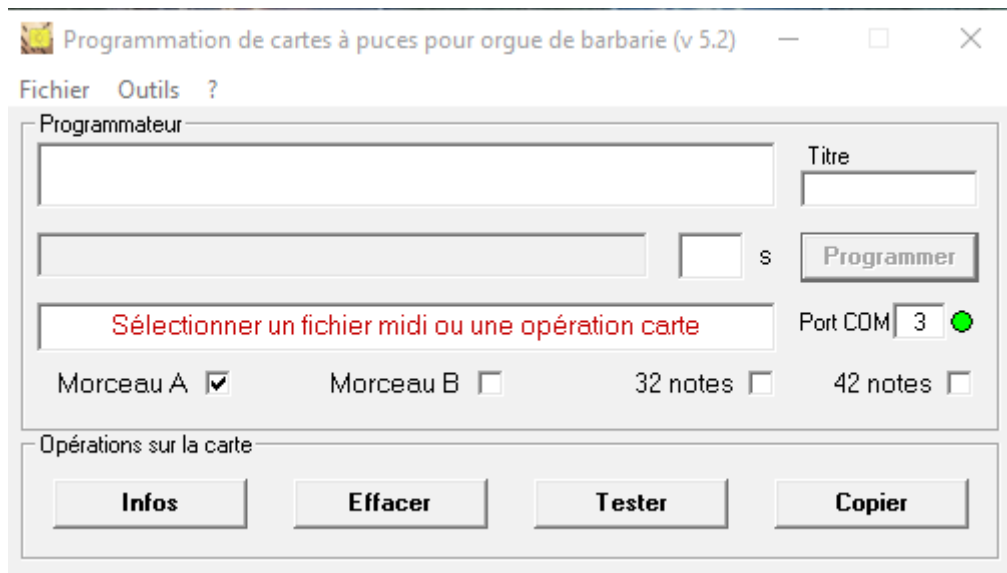 Programmation de cartes à puces pour orgue de barbarie (v 5.2)
Fichier Outils ?
Programmateur
Titre
s
Programmer
Sélectionner un fichier midi ou une opération carte
Port COM 3
Morceau A Morceau B 32 notes 42 notes
Opérations sur la carte
Infos Effacer Tester Copier